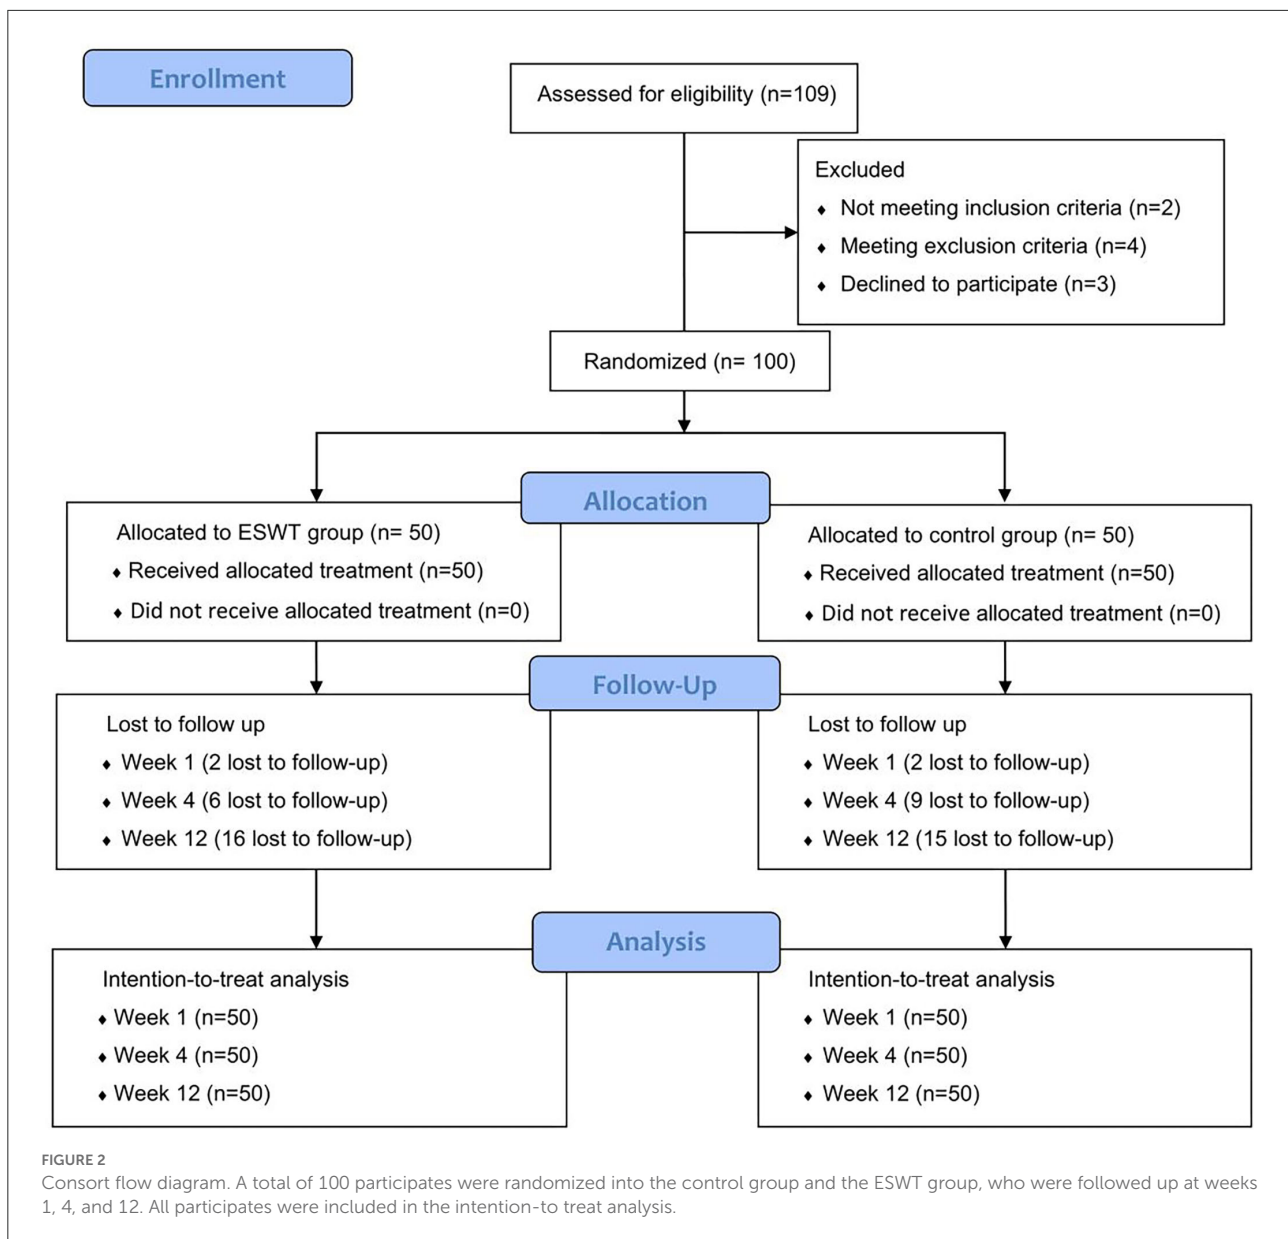 Enrollment
Assessed for eligibility (n=109)
Excluded
♦ Not meeting inclusion criteria (n=2)
♦ Meeting exclusion criteria (n=4)
♦ Declined to participate (n=3)
Randomized (n= 100)
Allocation
Allocated to ESWT group (n= 50)
♦ Received allocated treatment (n=50)
♦ Did not receive allocated treatment (n=0)
Allocated to control group (n= 50)
♦ Received allocated treatment (n=50)
♦ Did not receive allocated treatment (n=0)
Follow-Up
Lost to follow up
♦ Week 1 (2 lost to follow-up)
♦ Week 4 (6 lost to follow-up)
♦ Week 12 (16 lost to follow-up)
Lost to follow up
♦ Week 1 (2 lost to follow-up)
♦ Week 4 (9 lost to follow-up)
♦ Week 12 (15 lost to follow-up)
Analysis
Intention-to-treat analysis
♦ Week 1 (n=50)
♦ Week 4 (n=50)
♦ Week 12 (n=50)
Intention-to-treat analysis
♦ Week 1 (n=50)
♦ Week 4 (n=50)
♦ Week 12 (n=50)
FIGURE 2
Consort flow diagram. A total of 100 participates were randomized into the control group and the ESWT group, who were followed up at weeks
1, 4, and 12. All participates were included in the intention-to treat analysis.